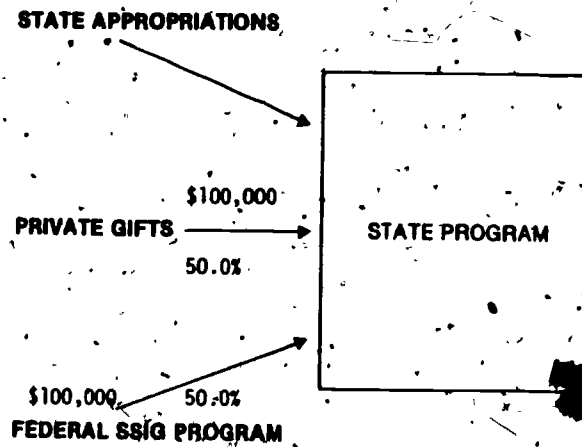 STATE APPROPRIATIONS
$100,000
PRIVATE GIFTS
STATE PROGRAM
50.0%
$100,000 50.0%
FEDERAL SSIG PROGRAM